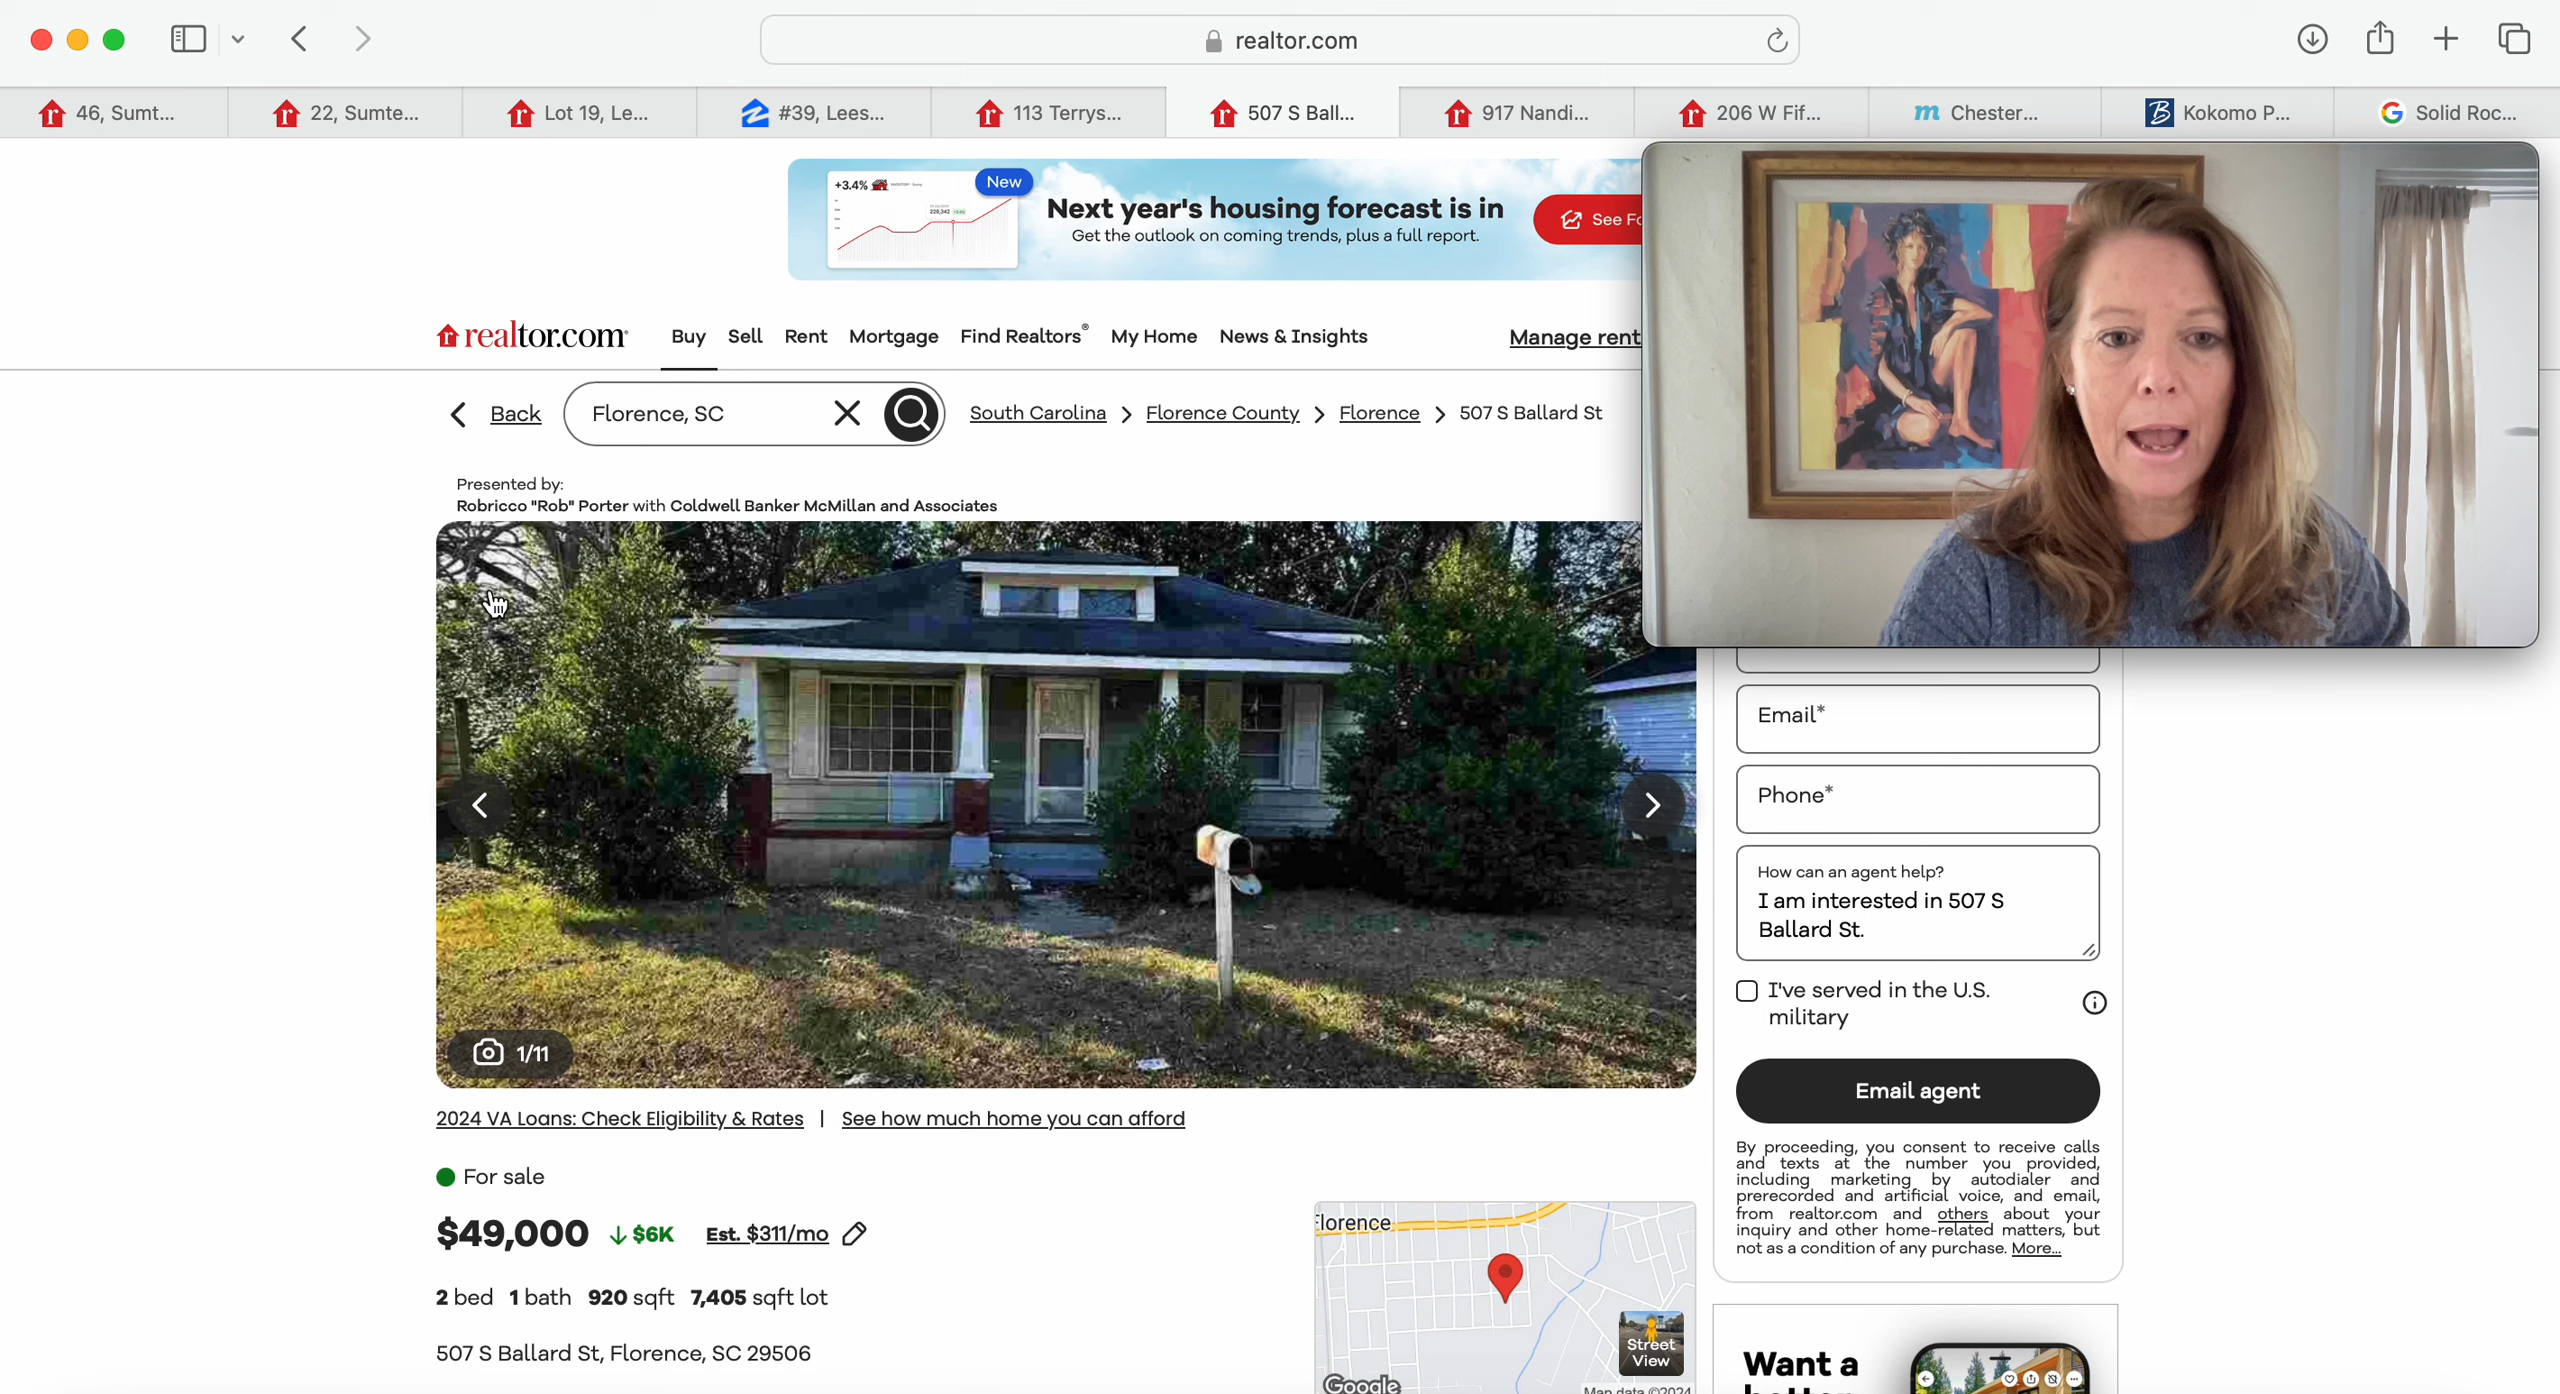 realtor.com
46, Sumt...
22, Sumte...
Lot 19, Le...
#39, Lees...
113 Terrys...
507 S Ball...
917 Nandi...
206 W Fif...
Chester...
Kokomo P...
Solid Roc...
+3.4%
New
Next year's housing forecast is in
Get the outlook on coming trends, plus a full report.
See Fo
realtor.com
Buy Sell Rent Mortgage Find Realtors® My Home News & Insights
Manage rent
Back
Florence, SC
South Carolina > Florence County > Florence > 507 S Ballard St
Presented by:
Robricco "Rob" Porter with Coldwell Banker McMillan and Associates
1/11
2024 VA Loans: Check Eligibility & Rates | See how much home you can afford
For sale
$49,000 ↓$6K Est. $311/mo
2 bed 1 bath 920 sqft 7,405 sqft lot
507 S Ballard St, Florence, SC 29506
Florence
Street
View
Google
Map data ©2024
Email*
Phone*
How can an agent help?
I am interested in 507 S
Ballard St.
I've served in the U.S.
military
Email agent
By proceeding, you consent to receive calls
and texts at the number you provided,
including marketing by autodialer and
prerecorded and artificial voice, and email,
from realtor.com and others about your
inquiry and other home-related matters, but
not as a condition of any purchase. More...
Want a